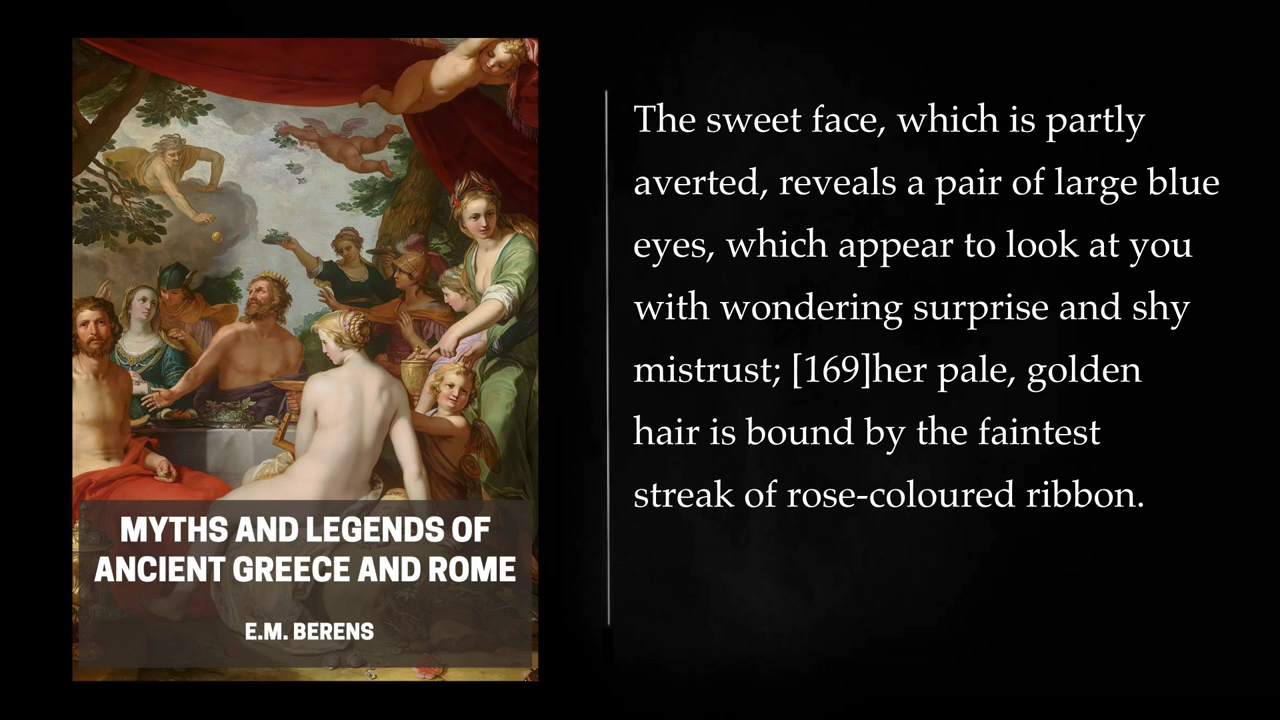 MYTHS AND LEGENDS OF
ANCIENT GREECE AND ROME
E.M. BERENS
The sweet face, which is partly
averted, reveals a pair of large blue
eyes, which appear to look at you
with wondering surprise and shy
mistrust; [169]her pale, golden
hair is bound by the faintest
streak of rose-coloured ribbon.